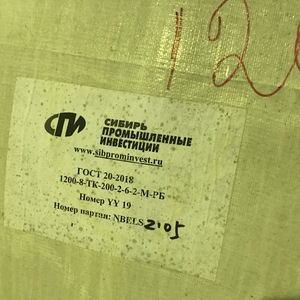 120
СПИ
СИБИРЬ
ПРОМЫШЛЕННЫЕ
ИНВЕСТИЦИИ
www.sibprominvest.ru
ГОСТ 20-2018
1200-8-ТК-200-2-6-2-М-РБ
Номер YY 19
Номер партии: NBELS 2105